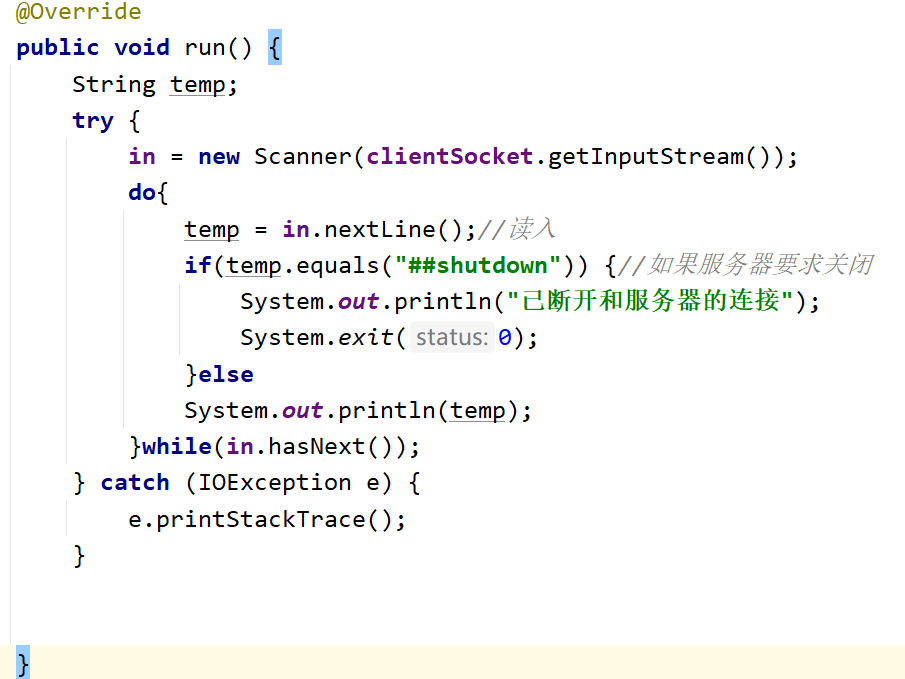 @Override
public void run() {
String temp;
try {
in = new Scanner(clientSocket.getInputStream());
do{
temp = in.nextLine();//读入
if(temp.equals("##shutdown")) {//如果服务器要求关闭
System.out.println("已断开和服务器的连接");
System.exit( status: 0);
}else
System.out.println(temp);
}while(in.hasNext());
} catch (IOException e) {
e.printStackTrace();
}
}